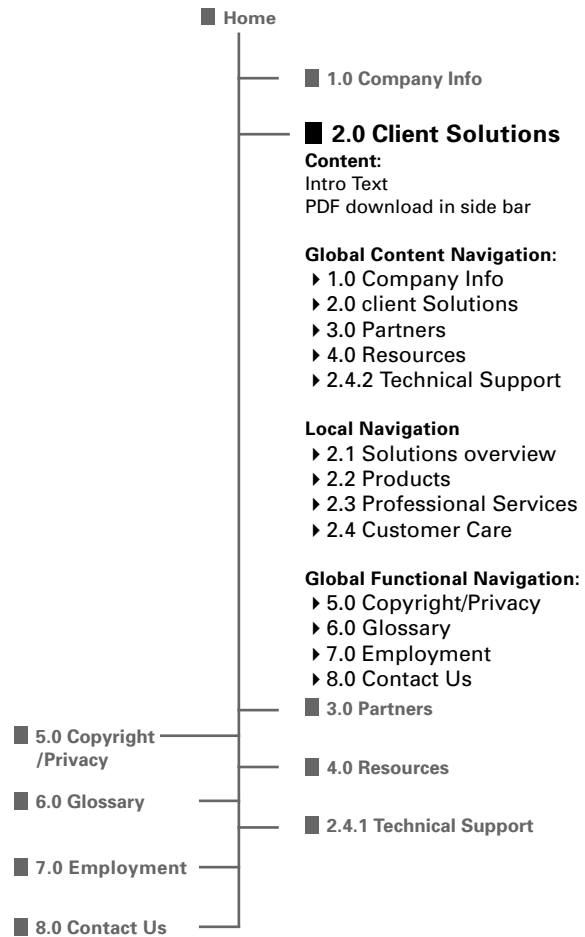 Home
1.0 Company Info
2.0 Client Solutions
Content:
Intro Text
PDF download in side bar
Global Content Navigation:
1.0 Company Info
2.0 client Solutions
3.0 Partners
4.0 Resources
2.4.2 Technical Support
Local Navigation
2.1 Solutions overview
2.2 Products
2.3 Professional Services
2.4 Customer Care
Global Functional Navigation:
5.0 Copyright/Privacy
6.0 Glossary
7.0 Employment
8.0 Contact Us
3.0 Partners
5.0 Copyright
/Privacy
4.0 Resources
6.0 Glossary
2.4.1 Technical Support
7.0 Employment
8.0 Contact Us